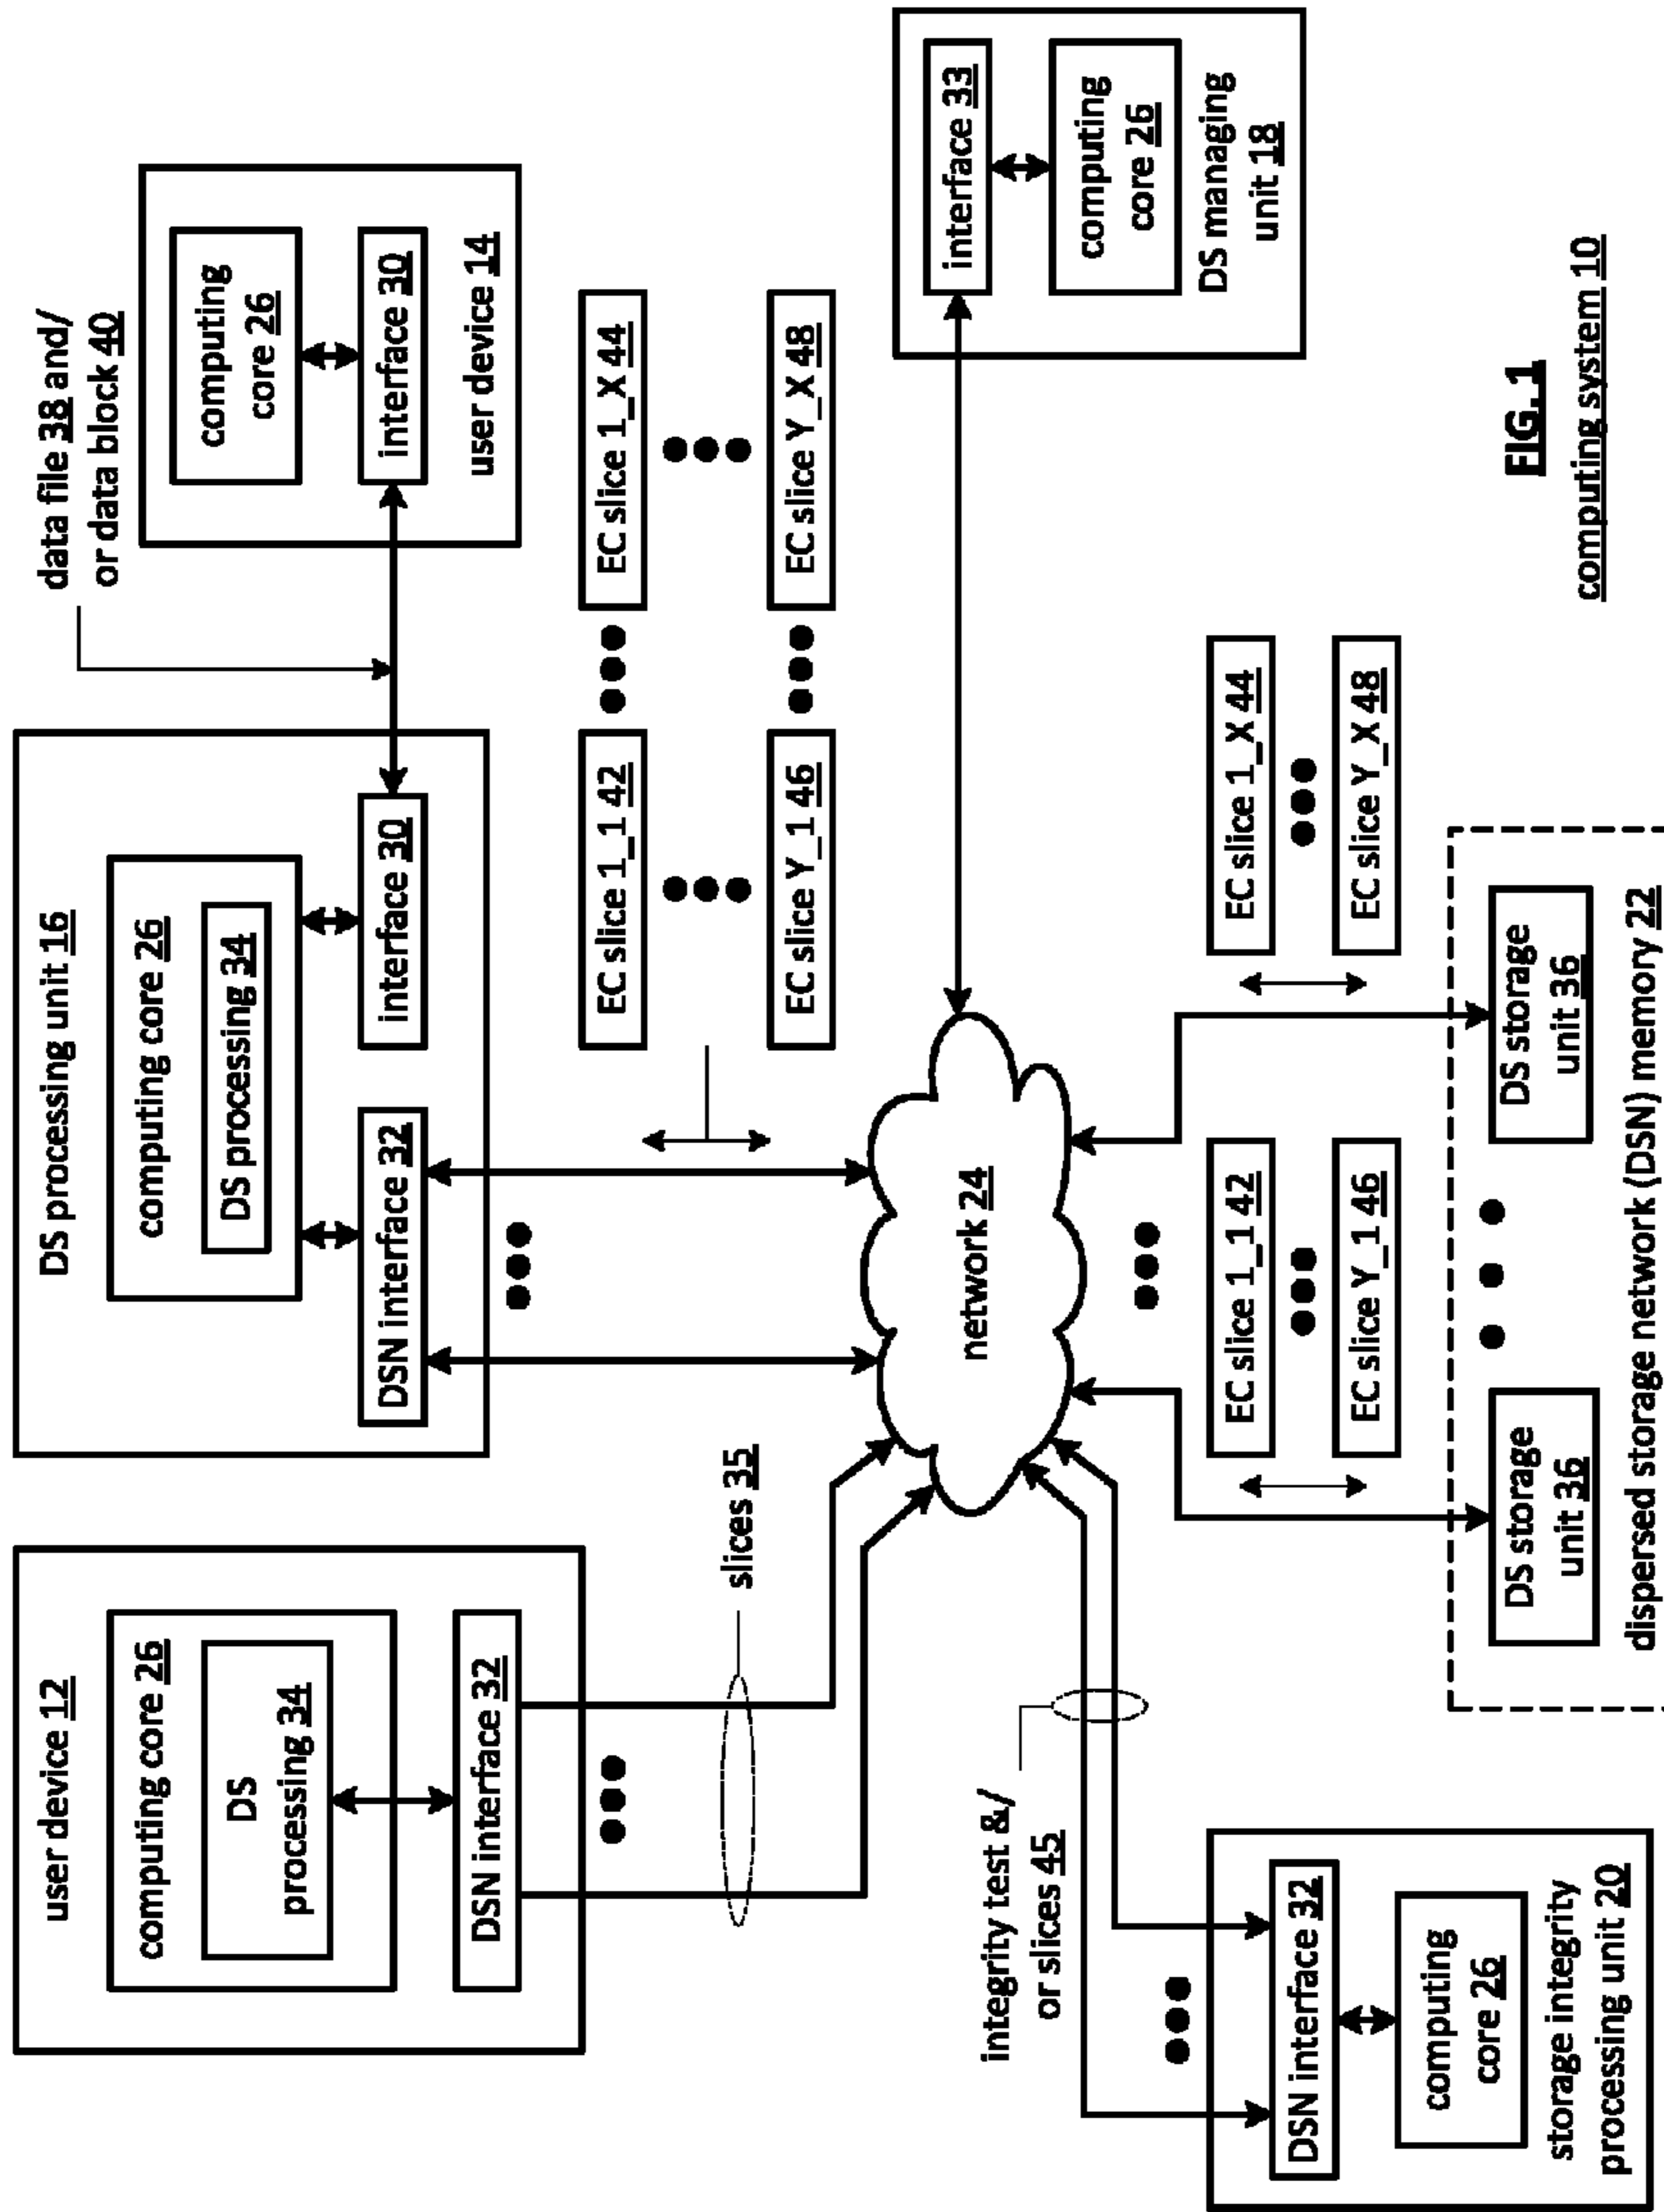 user device 12
computing core 26
DS
processing 34
DSN interface 32
slices 35
DS processing unit 16
computing core 26
DS processing 34
DSN interface 32
interface 30
data file 38 and/
or data block 40
computing
core 26
interface 30
user device 14
EC slice 1_1 42
EC slice 1_X 44
EC slice Y_1 46
EC slice Y_X 48
network 24
integrity test &/
or slices 45
DSN interface 32
computing
core 26
storage integrity
processing unit 20
EC slice 1_1 42
EC slice Y_1 46
EC slice 1_X 44
EC slice Y_X 48
DS storage
unit 36
DS storage
unit 36
dispersed storage network (DSN) memory 22
interface 33
computing
core 26
DS managing
unit 18
FIG. 1
computing system 10